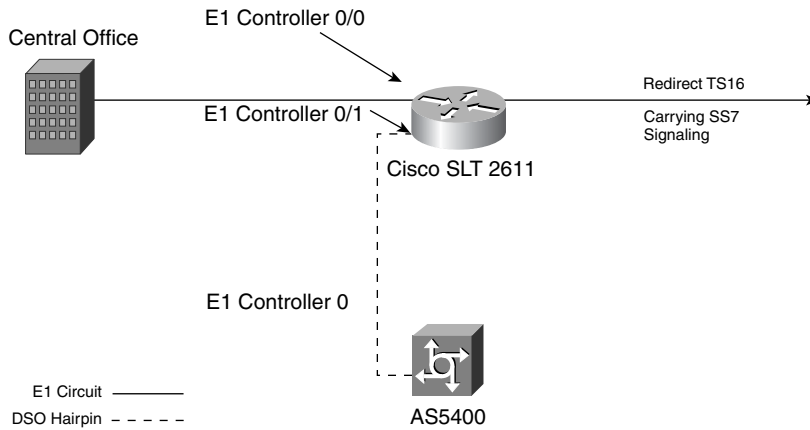 E1 Controller 0/0
Central Office
Redirect TS16
E1 Controller 0/1
Carrying SS7
Signaling
Cisco SLT 2611
E1 Controller 0
E1 Circuit
DSO Hairpin
AS5400